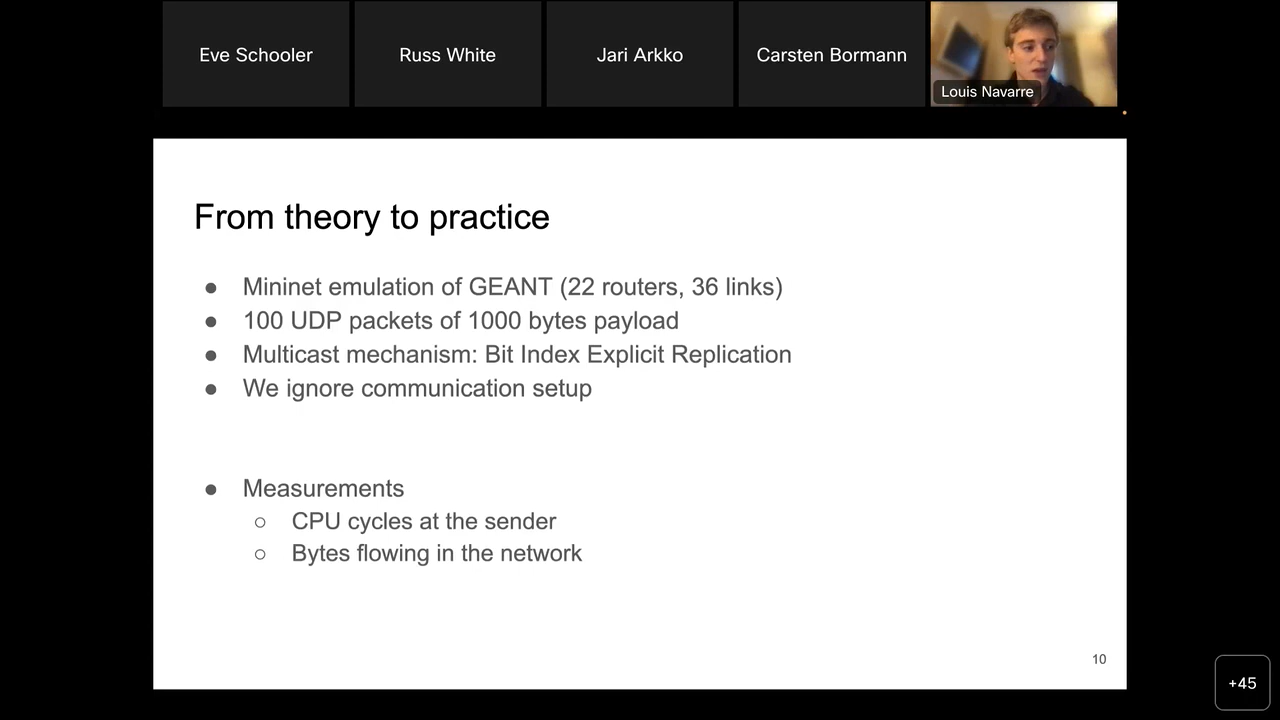 Eve Schooler
Russ White
Jari Arkko
Carsten Bormann
Louis Navarre
From theory to practice
● Mininet emulation of GEANT (22 routers, 36 links)
● 100 UDP packets of 1000 bytes payload
● Multicast mechanism: Bit Index Explicit Replication
● We ignore communication setup
● Measurements
○ CPU cycles at the sender
○ Bytes flowing in the network
10
+45